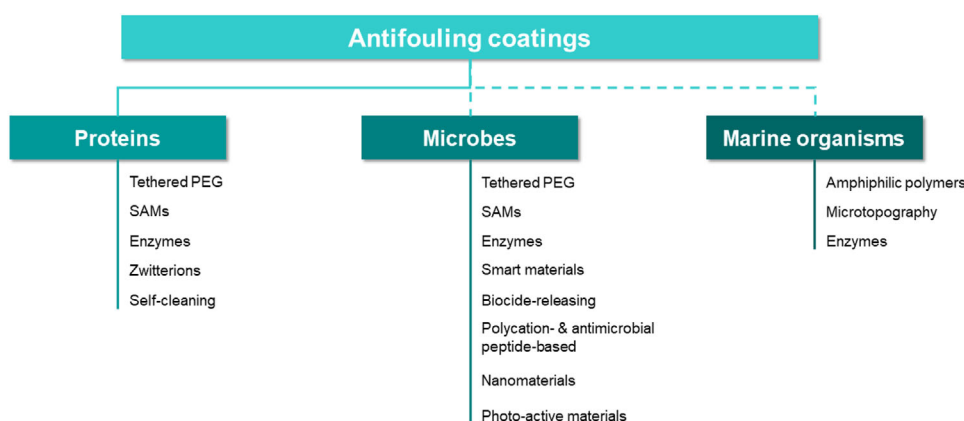 Antifouling coatings
Proteins
Tethered PEG
SAMs
Enzymes
Zwitterions
Self-cleaning
Microbes
Tethered PEG
SAMs
Enzymes
Smart materials
Biocide-releasing
Polycation- & antimicrobial
peptide-based
Nanomaterials
Photo-active materials
Marine organisms
Amphiphilic polymers
Microtopography
Enzymes